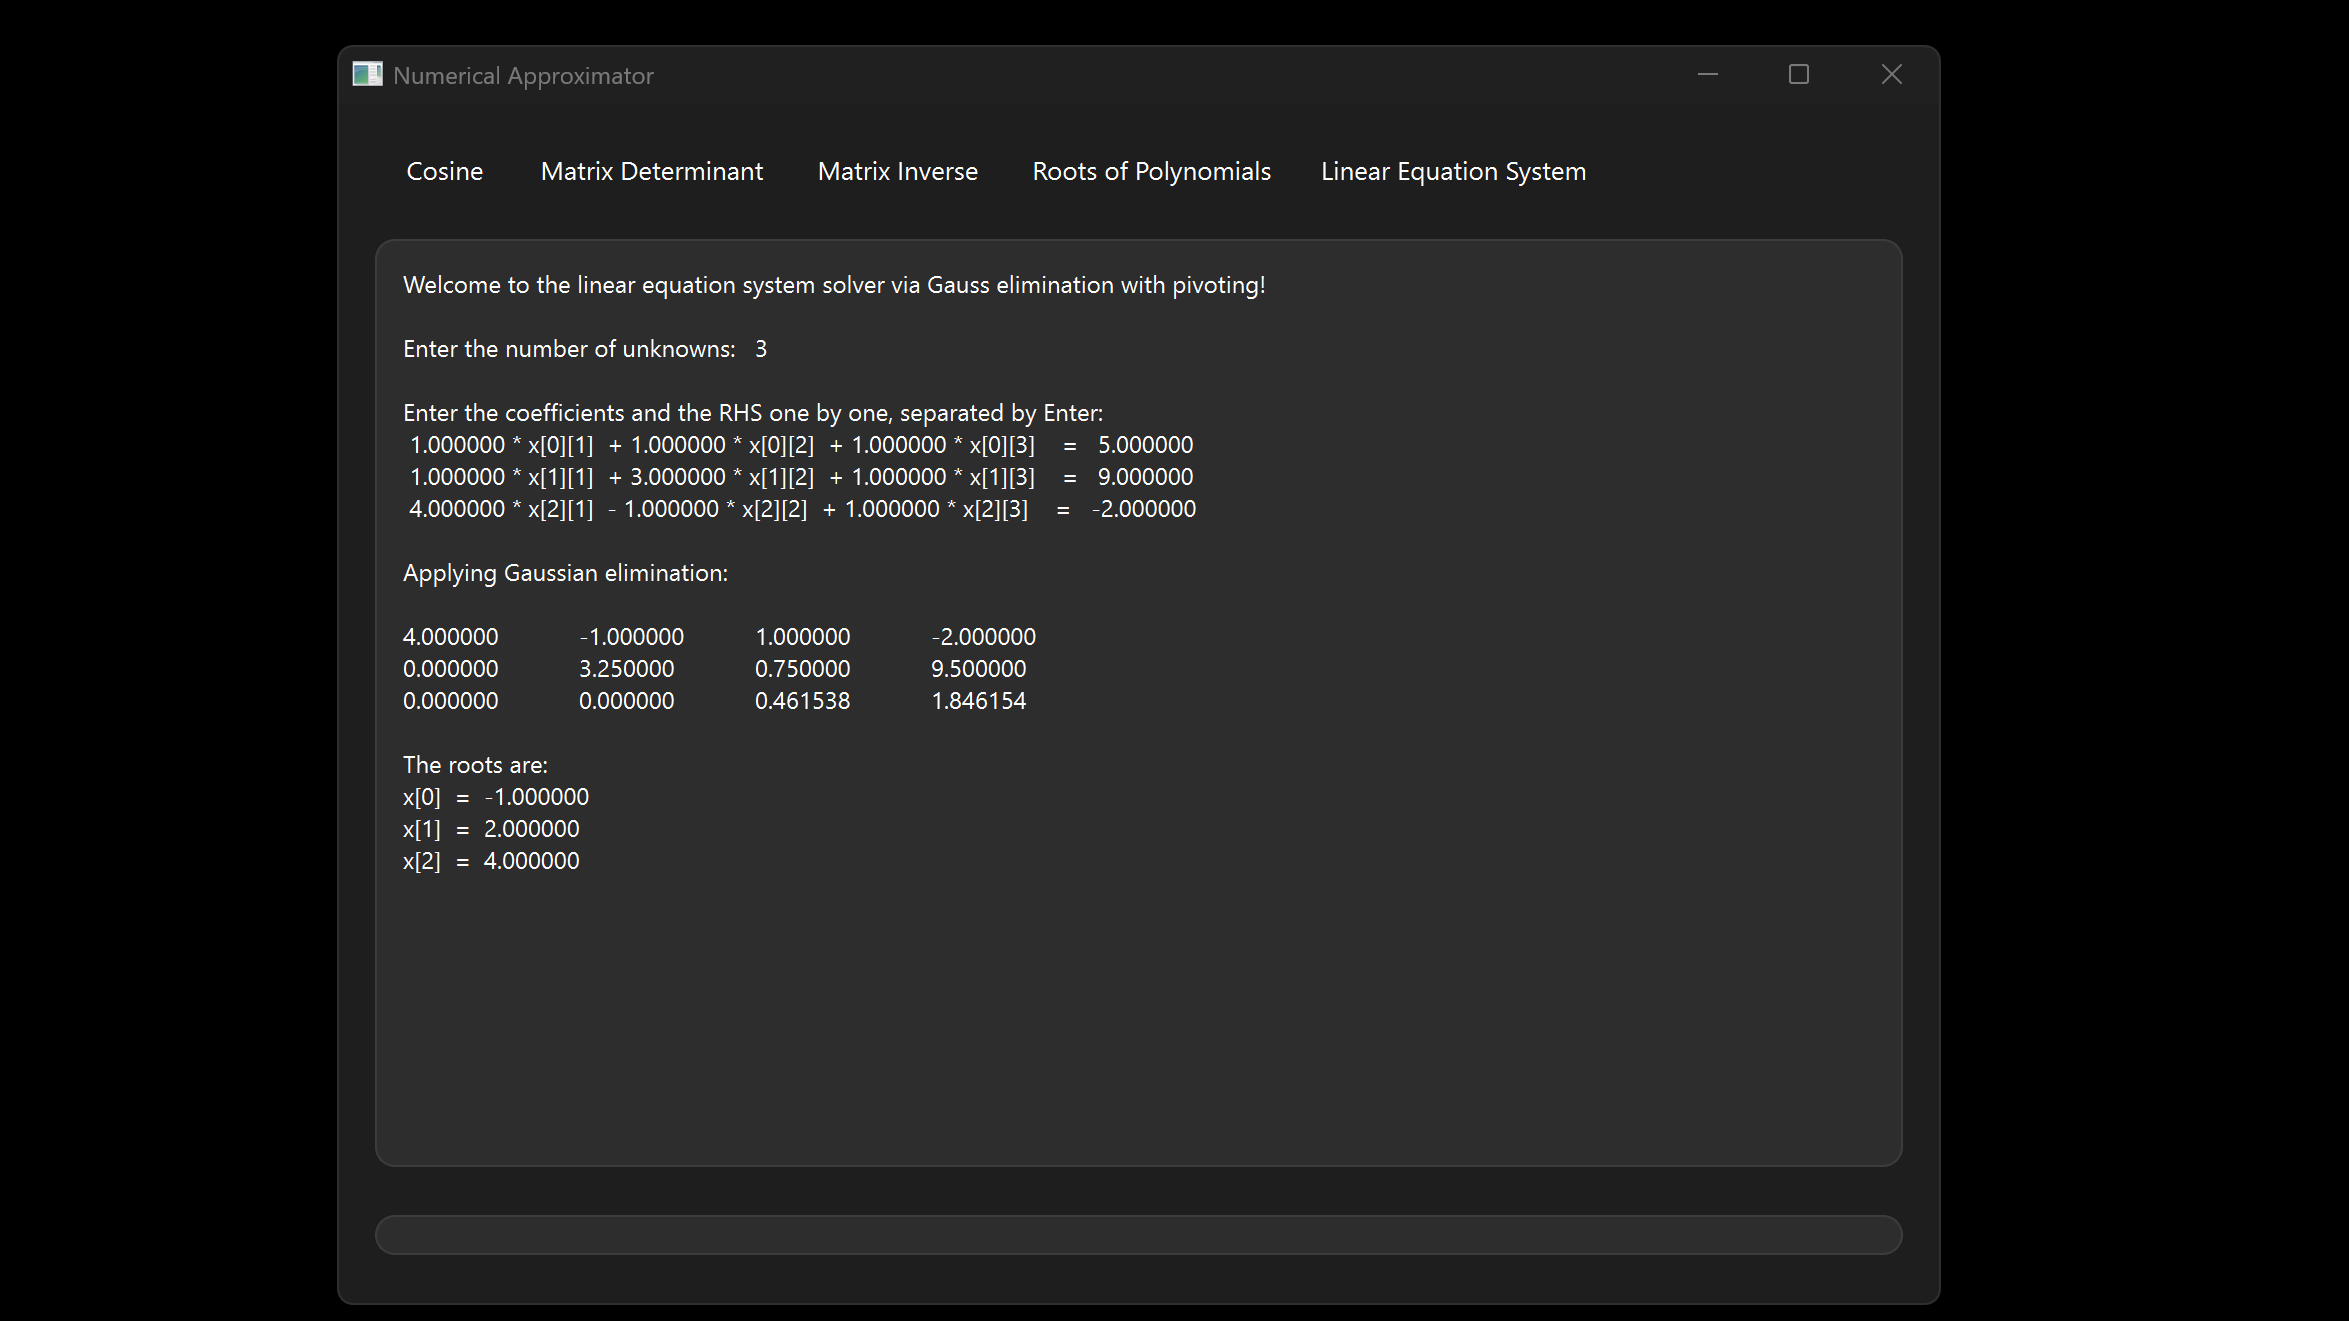 Numerical Approximator
Cosine Matrix Determinant Matrix Inverse Roots of Polynomials Linear Equation System
Welcome to the linear equation system solver via Gauss elimination with pivoting!
Enter the number of unknowns: 3
Enter the coefficients and the RHS one by one, separated by Enter:
1.000000 * x[0][1] + 1.000000 * x[0][2] + 1.000000 * x[0][3] = 5.000000
1.000000 * x[1][1] + 3.000000 * x[1][2] + 1.000000 * x[1][3] = 9.000000
4.000000 * x[2][1] - 1.000000 * x[2][2] + 1.000000 * x[2][3] = -2.000000
Applying Gaussian elimination:
4.000000 -1.000000 1.000000 -2.000000
0.000000 3.250000 0.750000 9.500000
0.000000 0.000000 0.461538 1.846154
The roots are:
x[0] = -1.000000
x[1] = 2.000000
x[2] = 4.000000